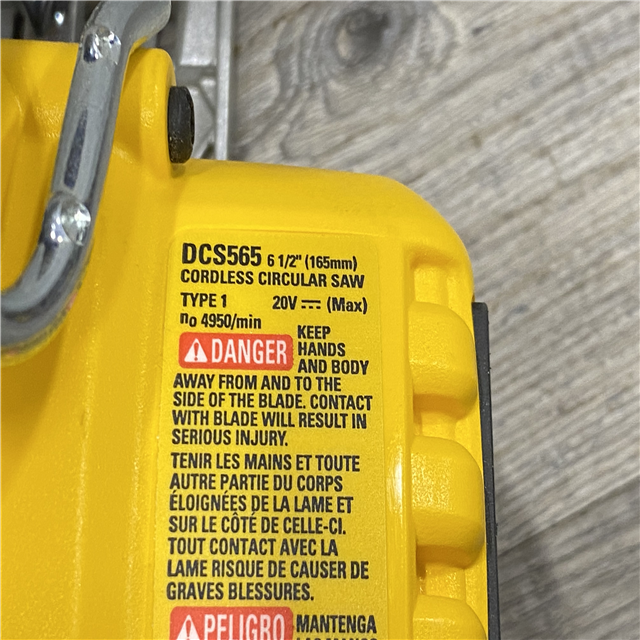 DCS565 6 1/2" (165mm)
CORDLESS CIRCULAR SAW
TYPE 1 20V ⎓ (Max)
no 4950/min
DANGER KEEP
HANDS
AND BODY
AWAY FROM AND TO THE
SIDE OF THE BLADE. CONTACT
WITH BLADE WILL RESULT IN
SERIOUS INJURY.
TENIR LES MAINS ET TOUTE
AUTRE PARTIE DU CORPS
ÉLOIGNÉES DE LA LAME ET
SUR LE CÔTÉ DE CELLE-CI.
TOUT CONTACT AVEC LA
LAME RISQUE DE CAUSER DE
GRAVES BLESSURES.
PELIGRO MANTENGA